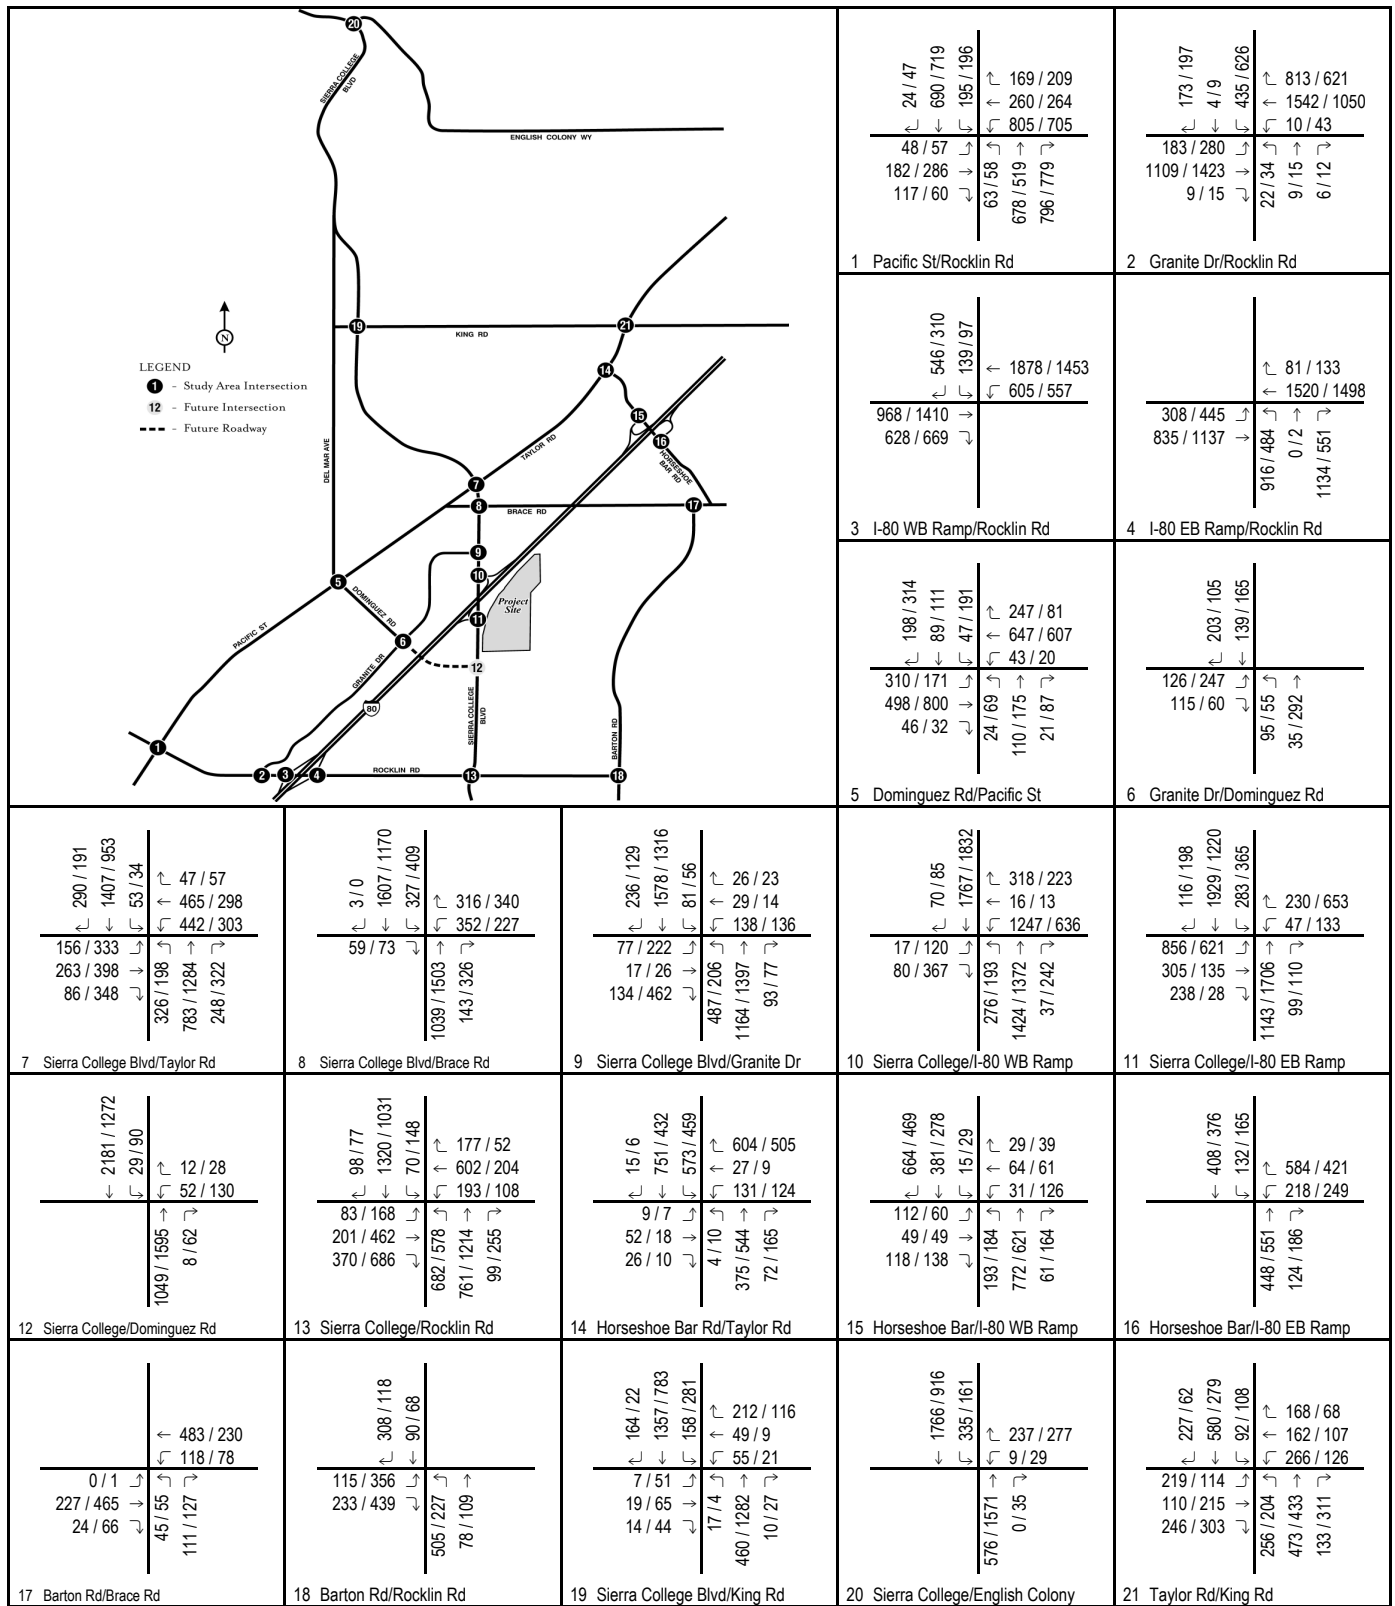 20
SIERRA COLLEGE
BLVD
ENGLISH COLONY WY
N
19
KING RD
21
LEGEND
1 - Study Area Intersection
12 - Future Intersection
- Future Roadway
14
15
16
HORSESHOE
BAR RD
DEL MAR AVE
TAYLOR RD
7
8
BRACE RD
17
9
10
5
DOMINGUEZ RD
Project
Site
11
PACIFIC ST
6
12
GRANITE DR
80
SIERRA COLLEGE
BLVD
BARTON RD
1
2
3
4
ROCKLIN RD
13
18
24 / 47
690 / 719
195 / 196
169 / 209
260 / 264
805 / 705
48 / 57
182 / 286
117 / 60
63 / 58
678 / 519
796 / 779
1 Pacific St/Rocklin Rd
173 / 197
4 / 9
435 / 626
813 / 621
1542 / 1050
10 / 43
183 / 280
1109 / 1423
9 / 15
22 / 34
9 / 15
6 / 12
2 Granite Dr/Rocklin Rd
546 / 310
139 / 97
1878 / 1453
605 / 557
968 / 1410
628 / 669
3 I-80 WB Ramp/Rocklin Rd
81 / 133
1520 / 1498
308 / 445
835 / 1137
916 / 484
0 / 2
1134 / 551
4 I-80 EB Ramp/Rocklin Rd
198 / 314
89 / 111
47 / 191
247 / 81
647 / 607
43 / 20
310 / 171
498 / 800
46 / 32
24 / 69
110 / 175
21 / 87
5 Dominguez Rd/Pacific St
203 / 105
139 / 165
126 / 247
115 / 60
95 / 55
35 / 292
6 Granite Dr/Dominguez Rd
290 / 191
1407 / 953
53 / 34
47 / 57
465 / 298
442 / 303
156 / 333
263 / 398
86 / 348
326 / 198
783 / 1284
248 / 322
7 Sierra College Blvd/Taylor Rd
3 / 0
1607 / 1170
327 / 409
316 / 340
352 / 227
59 / 73
1039 / 1503
143 / 326
8 Sierra College Blvd/Brace Rd
236 / 129
1578 / 1316
81 / 56
26 / 23
29 / 14
138 / 136
77 / 222
17 / 26
134 / 462
487 / 206
1164 / 1397
93 / 77
9 Sierra College Blvd/Granite Dr
70 / 85
1767 / 1832
318 / 223
16 / 13
1247 / 636
17 / 120
80 / 367
276 / 193
1424 / 1372
37 / 242
10 Sierra College/I-80 WB Ramp
116 / 198
1929 / 1220
283 / 365
230 / 653
47 / 133
856 / 621
305 / 135
238 / 28
1143 / 1706
99 / 110
11 Sierra College/I-80 EB Ramp
2181 / 1272
29 / 90
12 / 28
52 / 130
1049 / 1595
8 / 62
12 Sierra College/Dominguez Rd
98 / 77
1320 / 1031
70 / 148
177 / 52
602 / 204
193 / 108
83 / 168
201 / 462
370 / 686
682 / 578
761 / 1214
99 / 255
13 Sierra College/Rocklin Rd
15 / 6
751 / 432
573 / 459
604 / 505
27 / 9
131 / 124
9 / 7
52 / 18
26 / 10
4 / 10
375 / 544
72 / 165
14 Horseshoe Bar Rd/Taylor Rd
664 / 469
381 / 278
15 / 29
29 / 39
64 / 61
31 / 126
112 / 60
49 / 49
118 / 138
193 / 184
772 / 621
61 / 164
15 Horseshoe Bar/I-80 WB Ramp
408 / 376
132 / 165
584 / 421
218 / 249
448 / 551
124 / 186
16 Horseshoe Bar/I-80 EB Ramp
483 / 230
118 / 78
0 / 1
227 / 465
24 / 66
45 / 55
111 / 127
17 Barton Rd/Brace Rd
308 / 118
90 / 68
115 / 356
233 / 439
505 / 227
78 / 109
18 Barton Rd/Rocklin Rd
164 / 22
1357 / 783
158 / 281
212 / 116
49 / 9
55 / 21
7 / 51
19 / 65
14 / 44
17 / 4
460 / 1282
10 / 27
19 Sierra College Blvd/King Rd
1766 / 916
335 / 161
237 / 277
9 / 29
576 / 1571
0 / 35
20 Sierra College/English Colony
227 / 62
580 / 279
92 / 108
168 / 68
162 / 107
266 / 126
219 / 114
110 / 215
246 / 303
256 / 204
473 / 433
133 / 311
21 Taylor Rd/King Rd